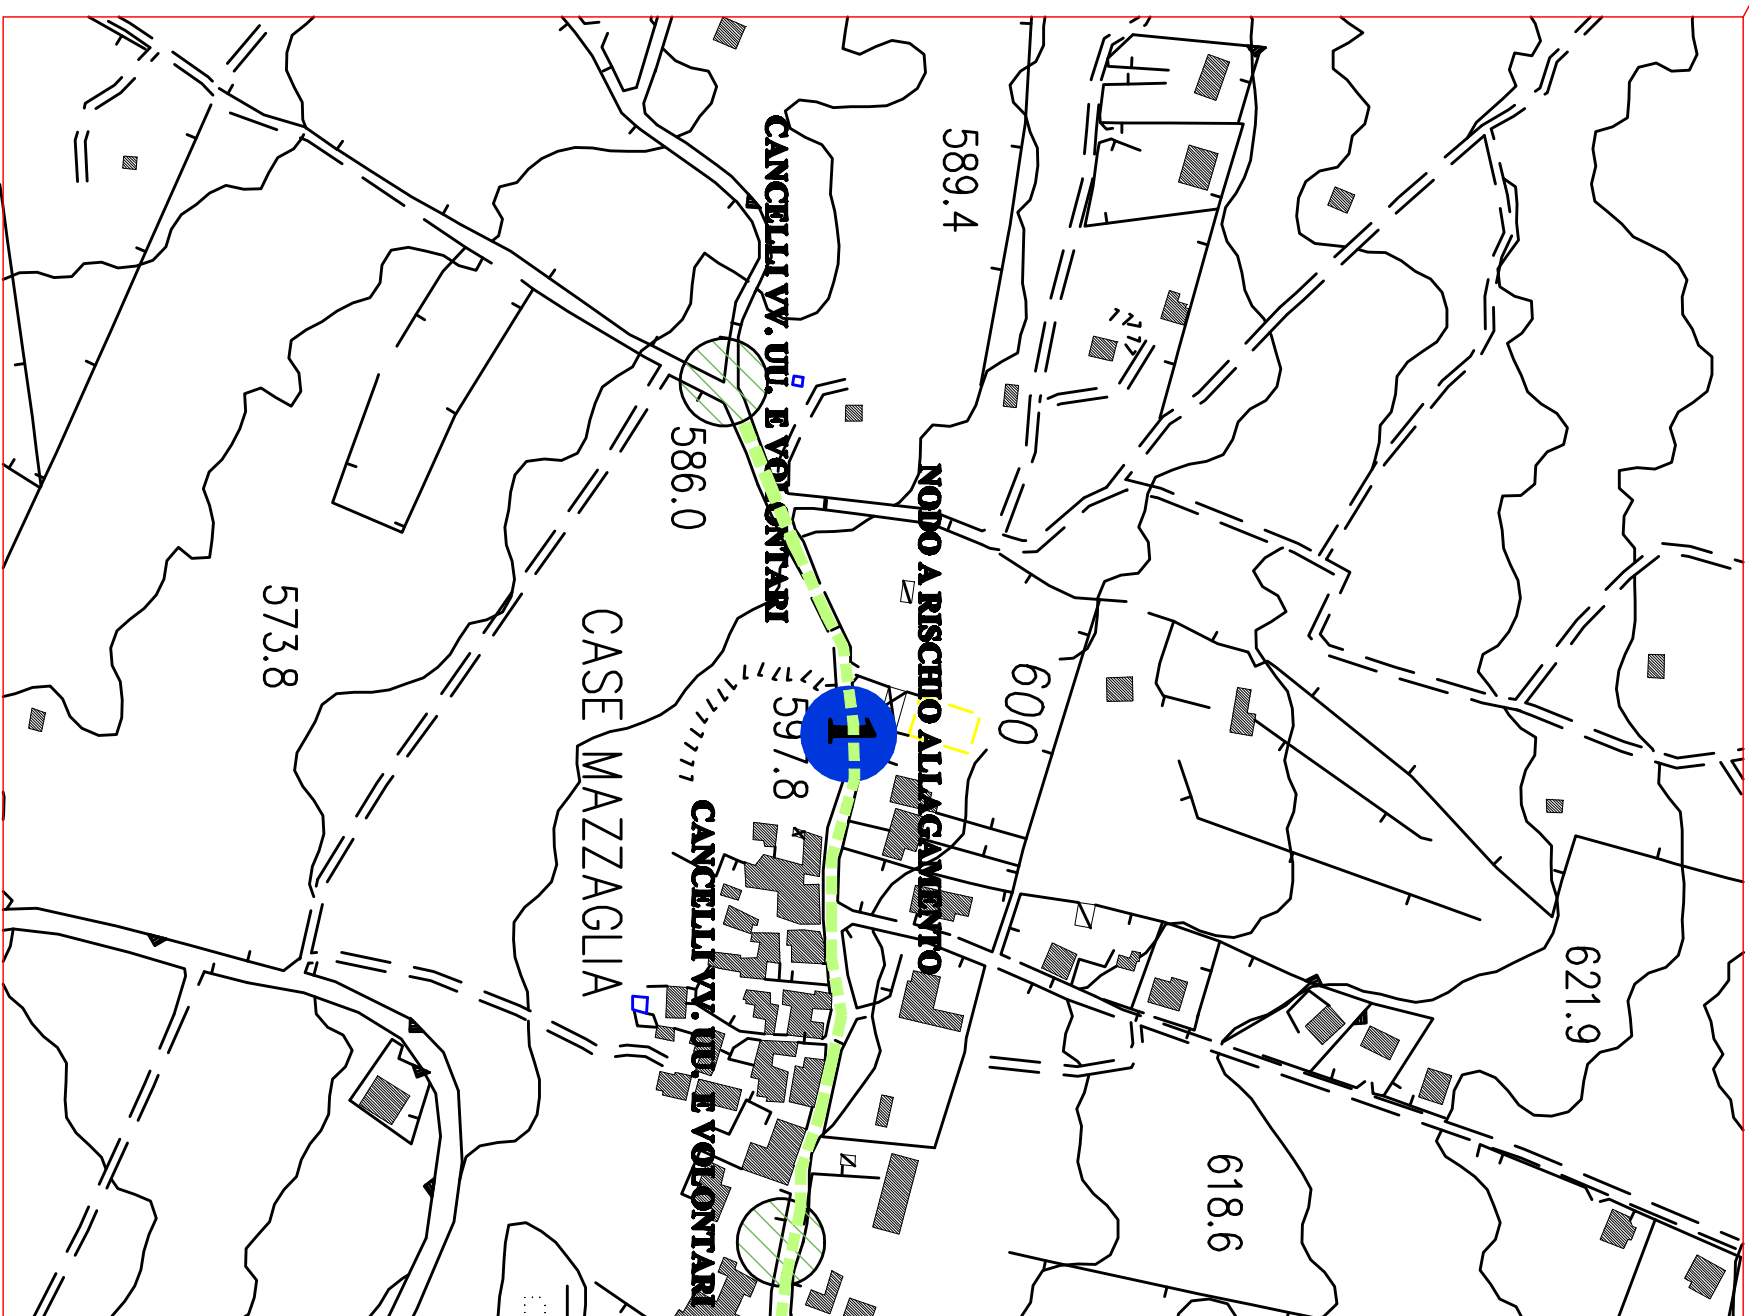 621.9
618.6
600
589.4
NODO A RISCHIO ALLAGAMENTO
1
597.8
CANCELLI VV. UU. E VOLONTARI
CANCELLI VV. UU. E VOLONTARI
586.0
CASE MAZZAGLIA
573.8